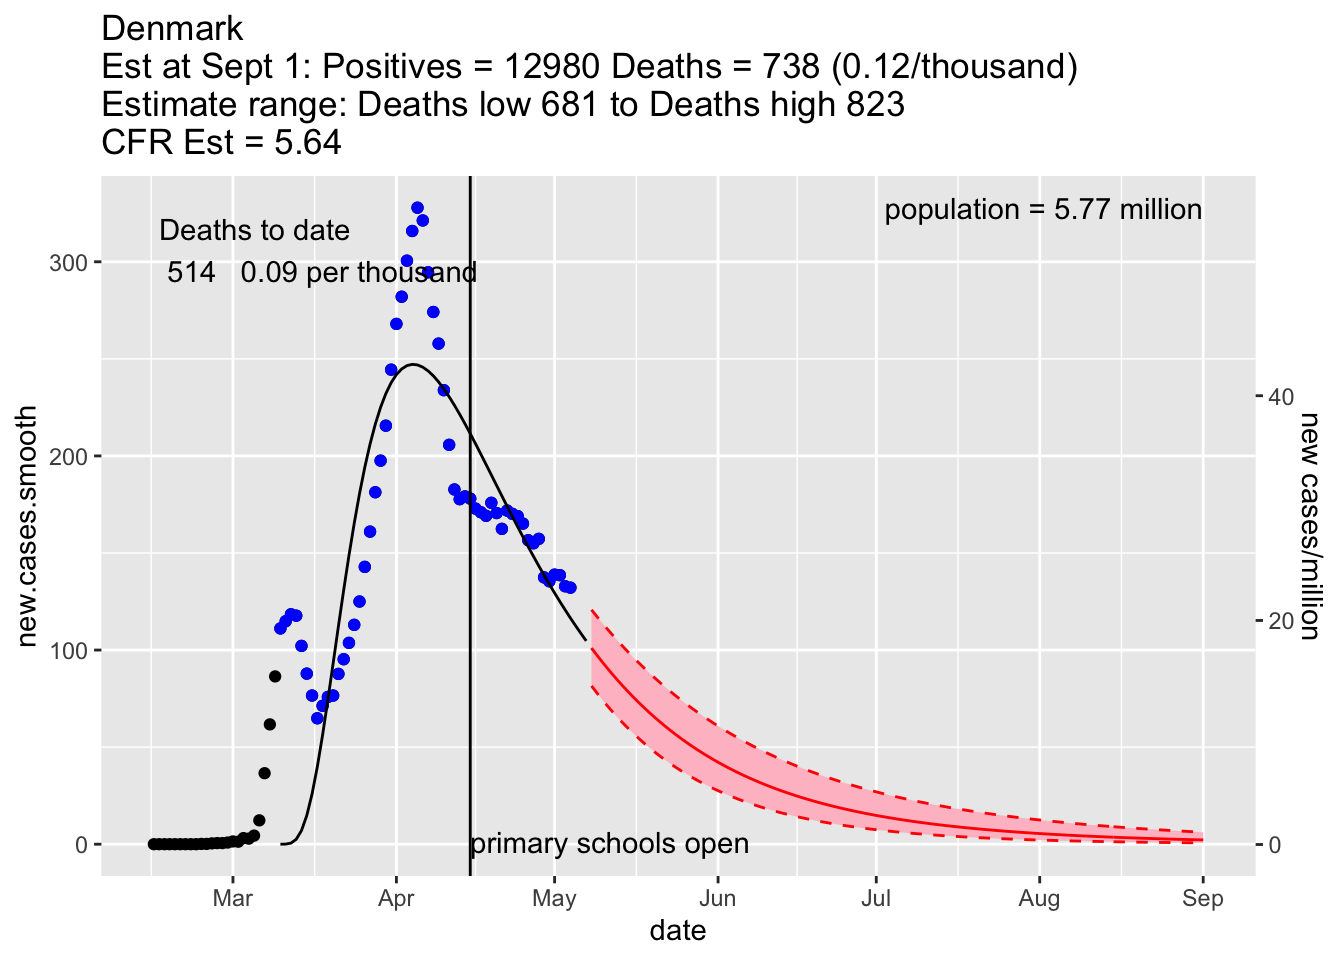 Denmark
Est at Sept 1: Positives = 12980 Deaths = 738 (0.12/thousand)
Estimate range: Deaths low 681 to Deaths high 823
CFR Est = 5.64
Deaths to date
514 0.09 per thousand
population = 5.77 million
300
200
100
0
new.cases.smooth
40
20
0
new cases/million
primary schools open
Mar Apr May Jun Jul Aug Sep
date